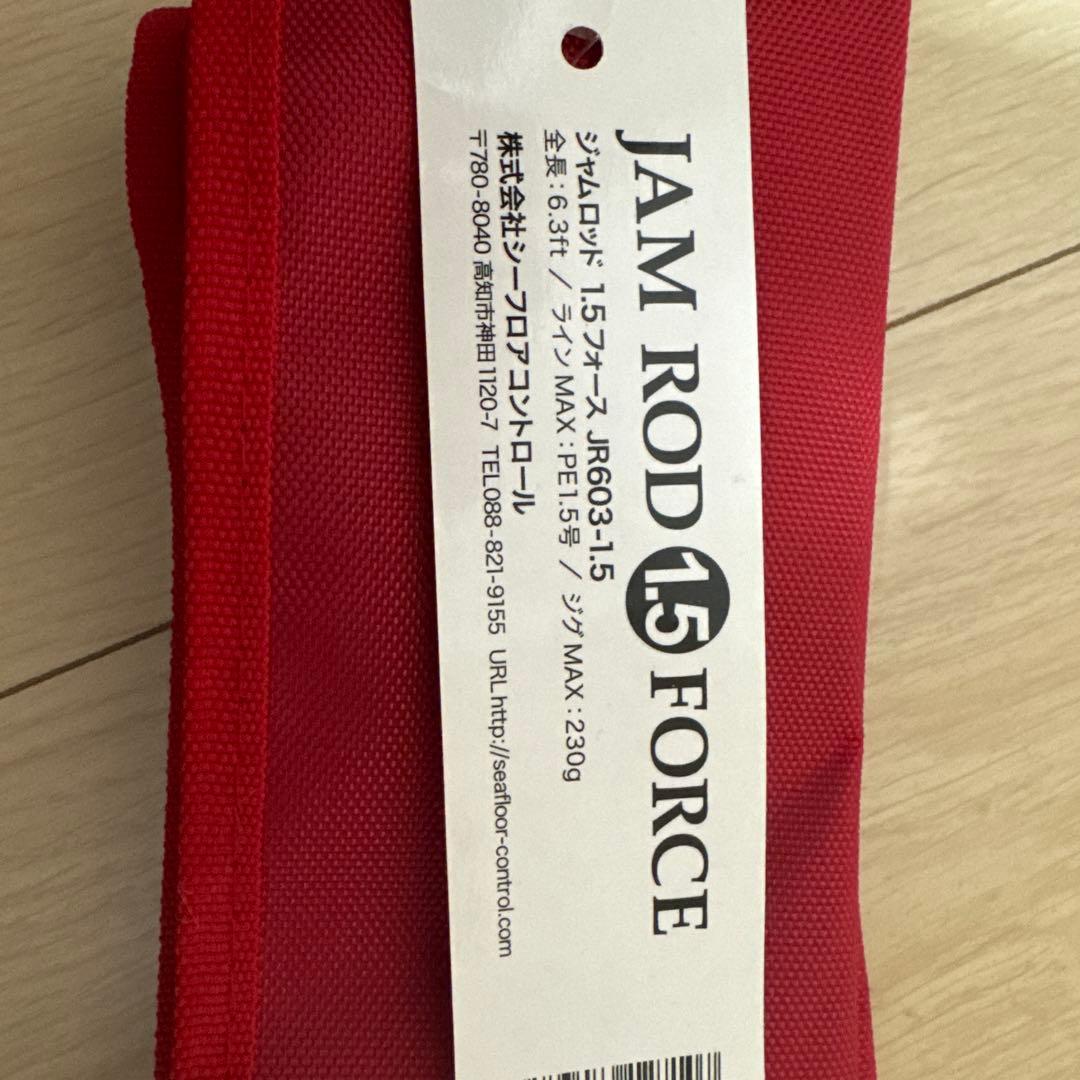 JAM ROD 1.5 FORCE
ジャムロッド 1.5 フォース JR603-1.5
全長:6.3ft / ラインMAX:PE1.5号 / ジグMAX:230g
株式会社シーフロアコントロール
〒780-8040 高知市神田1120-7 TEL088-821-9155 URLhttp://seafloor-control.com